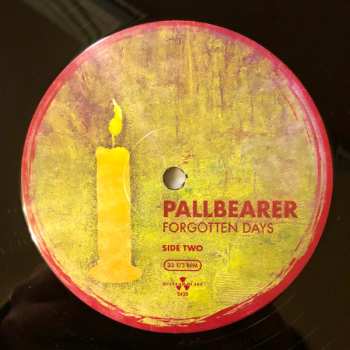 PALLBEARER
FORGOTTEN DAYS
SIDE TWO
33 1/3 RPM